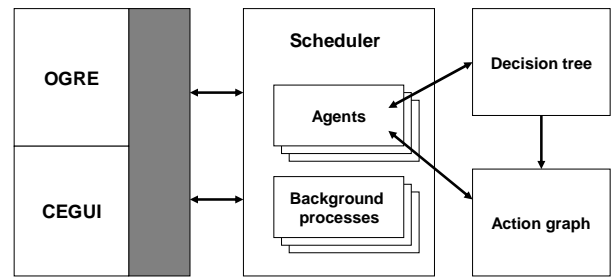 OGRE
CEGUI
Scheduler
Agents
Background
processes
Decision tree
Action graph